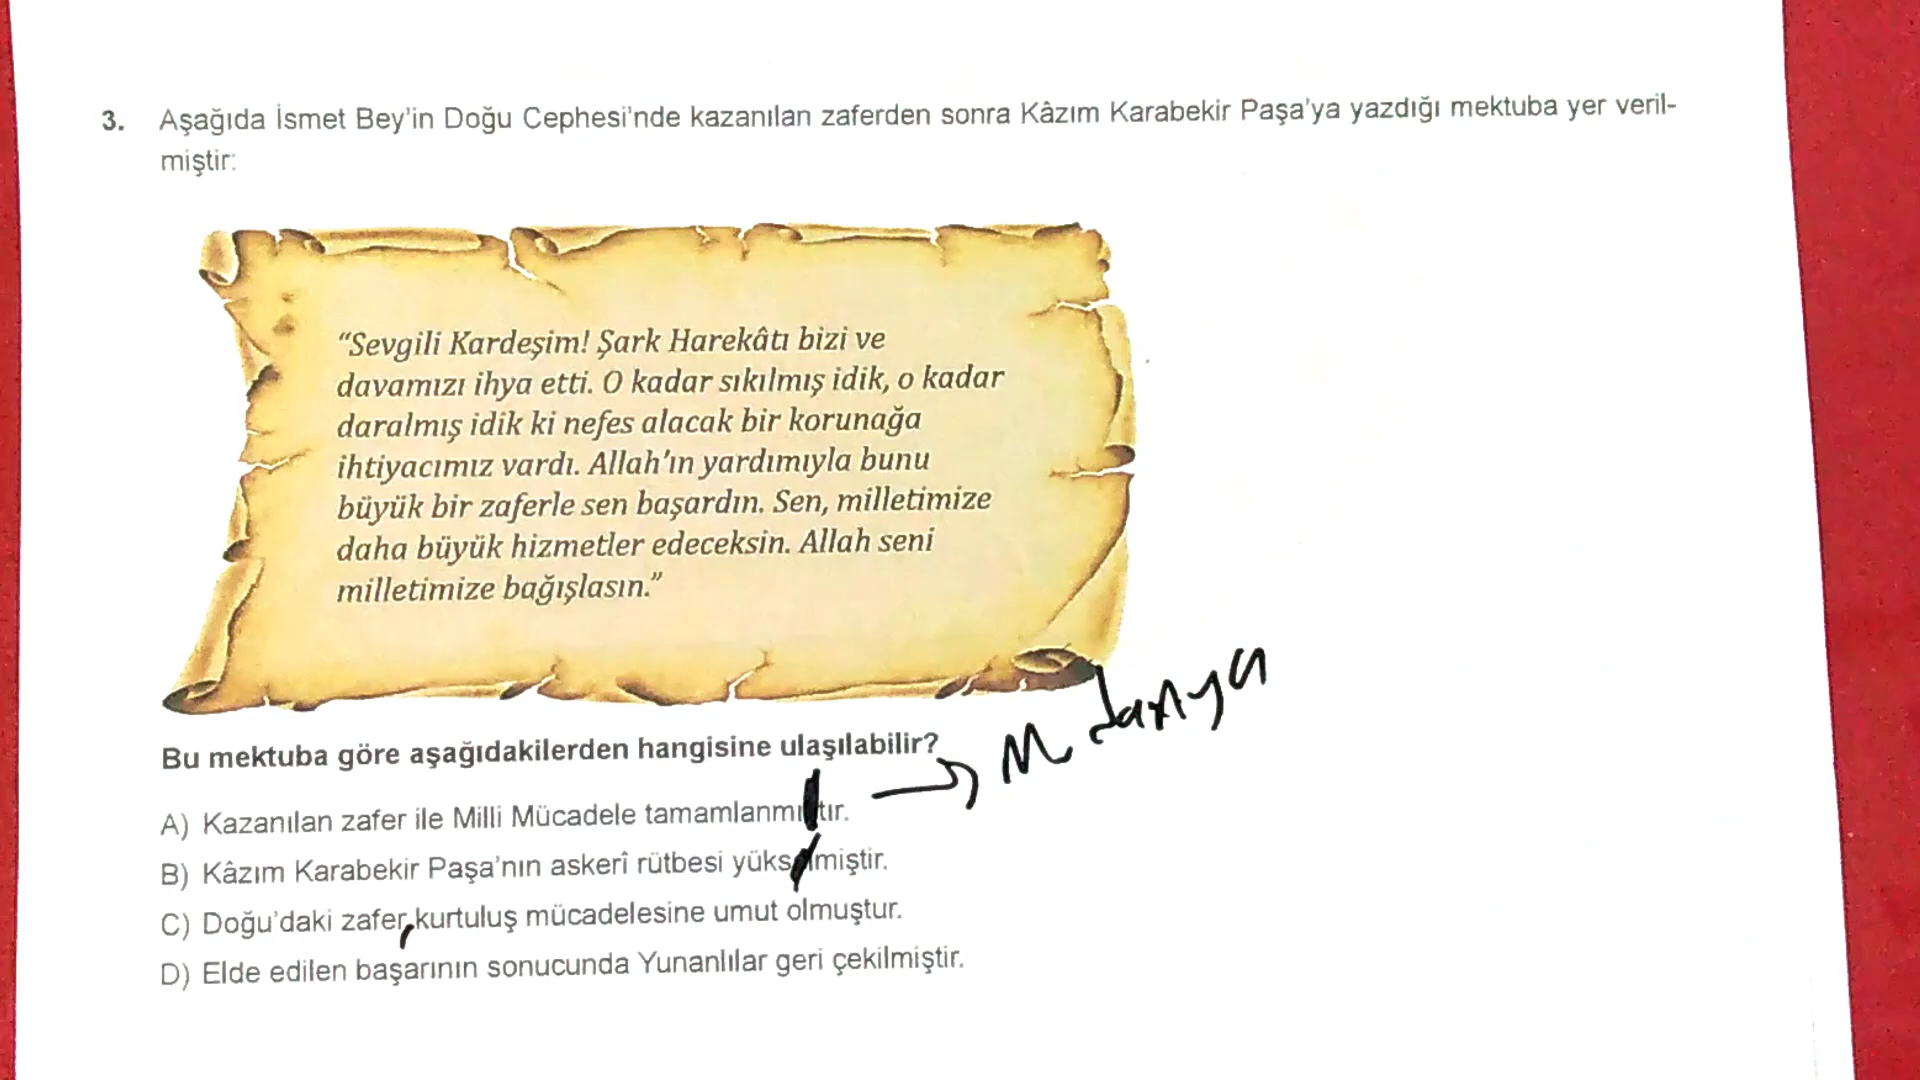 3. Aşağıda İsmet Bey'in Doğu Cephesi'nde kazanılan zaferden sonra Kâzım Karabekir Paşa'ya yazdığı mektuba yer veril-
miştir:
"Sevgili Kardeşim! Şark Harekâtı bizi ve
davamızı ihya etti. O kadar sıkılmış idik, o kadar
daralmış idik ki nefes alacak bir korunağa
ihtiyacımız vardı. Allah'ın yardımıyla bunu
büyük bir zaferle sen başardın. Sen, milletimize
daha büyük hizmetler edeceksin. Allah seni
milletimize bağışlasın."
Bu mektuba göre aşağıdakilerden hangisine ulaşılabilir?
A) Kazanılan zafer ile Milli Mücadele tamamlanmıştır.
B) Kâzım Karabekir Paşa'nın askerî rütbesi yükselmiştir.
C) Doğu'daki zafer, kurtuluş mücadelesine umut olmuştur.
D) Elde edilen başarının sonucunda Yunanlılar geri çekilmiştir.